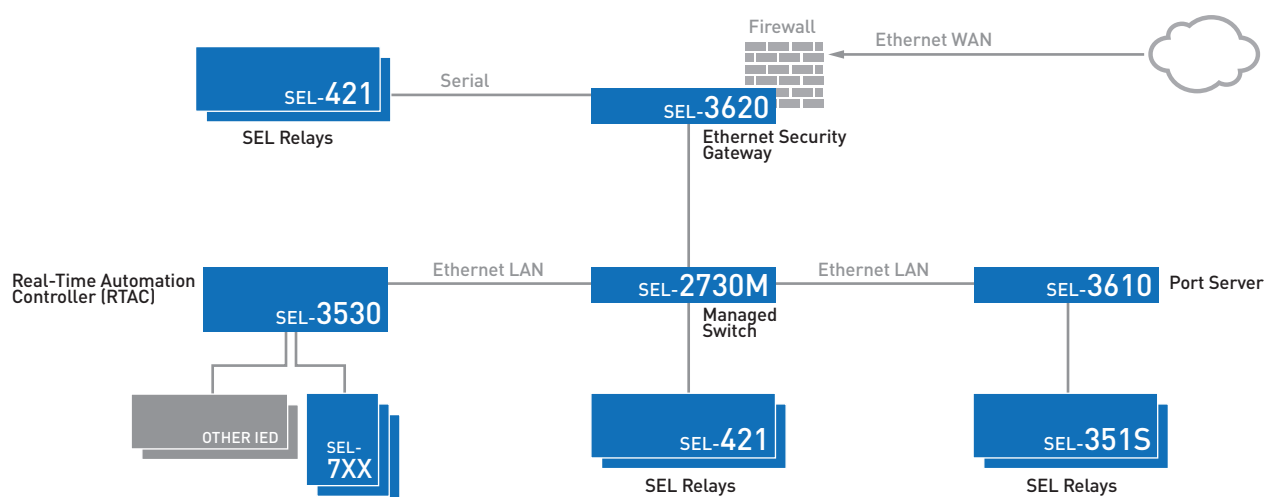 Firewall
Ethernet WAN
SEL-421
Serial
SEL-3620
SEL Relays
Ethernet Security
Gateway
Real-Time Automation
Controller (RTAC)
SEL-3530
Ethernet LAN
SEL-2730M
Managed
Switch
Ethernet LAN
SEL-3610
Port Server
OTHER IED
SEL-
7XX
SEL-421
SEL Relays
SEL-351S
SEL Relays